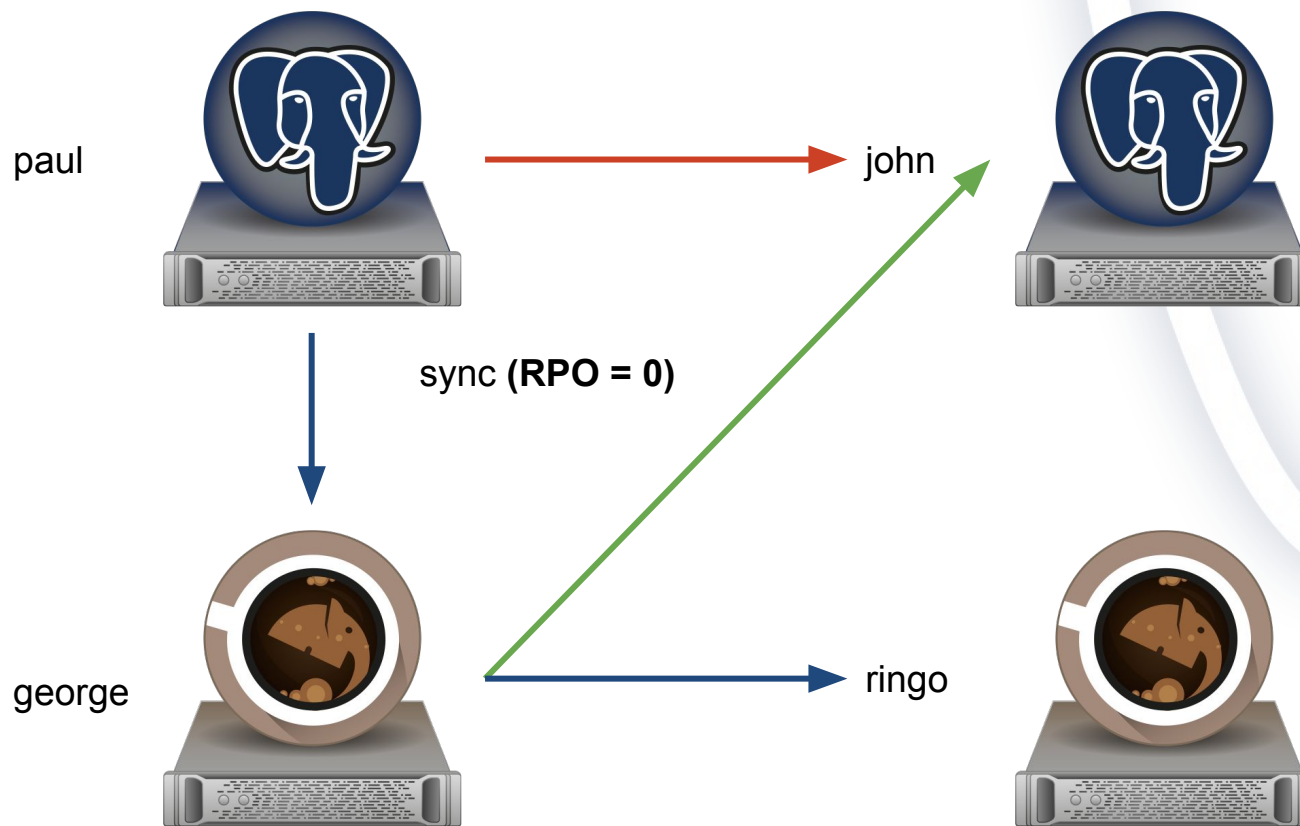 paul
john
sync (RPO = 0)
george
ringo